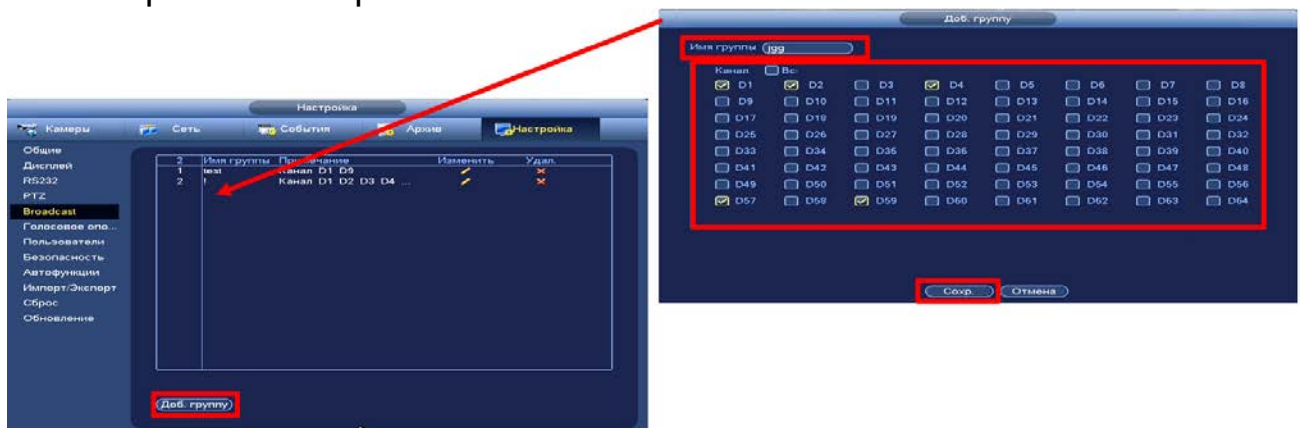 Настройка
Камеры Сеть События Архив Настройка
Общие
Дисплей
RS232
PTZ
Broadcast
Голосовое опо...
Пользователи
Безопасность
Автофункции
Импорт/Экспорт
Сброс
Обновление
2 Имя группы Примечание Изменить Удал.
1 test Канал D1 D9
2 ! Канал D1 D2 D3 D4 ...
Доб. группу
Доб. группу
Имя группы jggg
Канал Вс
D1 D2 D3 D4 D5 D6 D7 D8
D9 D10 D11 D12 D13 D14 D15 D16
D17 D18 D19 D20 D21 D22 D23 D24
D25 D26 D27 D28 D29 D30 D31 D32
D33 D34 D35 D36 D37 D38 D39 D40
D41 D42 D43 D44 D45 D46 D47 D48
D49 D50 D51 D52 D53 D54 D55 D56
D57 D58 D59 D60 D61 D62 D63 D64
Сохр. Отмена